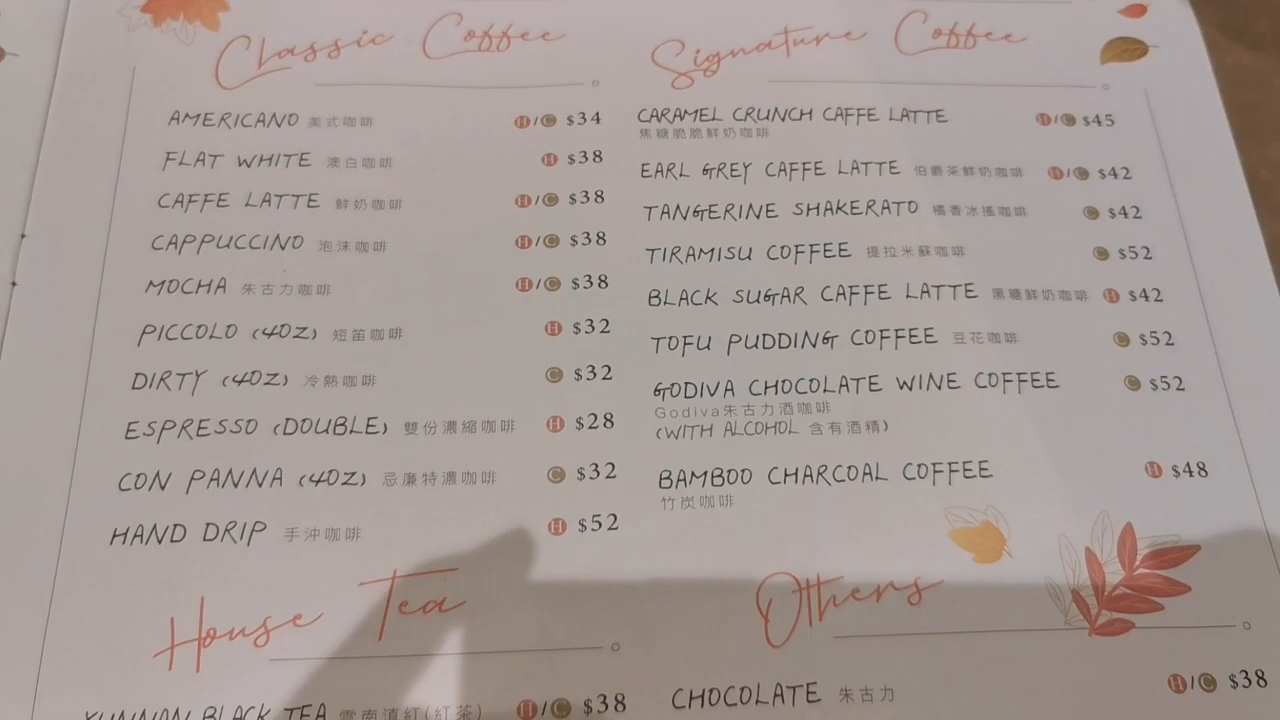 Classic Coffee
AMERICANO 美式咖啡 H/C $34
FLAT WHITE 澳白咖啡 H $38
CAFFE LATTE 鮮奶咖啡 H/C $38
CAPPUCCINO 泡沫咖啡 H/C $38
MOCHA 朱古力咖啡 H/C $38
PICCOLO (4OZ) 短笛咖啡 H $32
DIRTY (4OZ) 冷熱咖啡 C $32
ESPRESSO (DOUBLE) 雙份濃縮咖啡 H $28
CON PANNA (4OZ) 忌廉特濃咖啡 C $32
HAND DRIP 手沖咖啡 H $52
Signature Coffee
CARAMEL CRUNCH CAFFE LATTE H/C $45
焦糖脆脆鮮奶咖啡
EARL GREY CAFFE LATTE 伯爵茶鮮奶咖啡 H/C $42
TANGERINE SHAKERATO 橘香冰搖咖啡 C $42
TIRAMISU COFFEE 提拉米蘇咖啡 C $52
BLACK SUGAR CAFFE LATTE 黑糖鮮奶咖啡 H $42
TOFU PUDDING COFFEE 豆花咖啡 C $52
GODIVA CHOCOLATE WINE COFFEE C $52
Godiva朱古力酒咖啡
(WITH ALCOHOL 含有酒精)
BAMBOO CHARCOAL COFFEE H $48
竹炭咖啡
House Tea
YUNNAN BLACK TEA 雲南滇紅(紅茶) H/C $38
Others
CHOCOLATE 朱古力 H/C $38